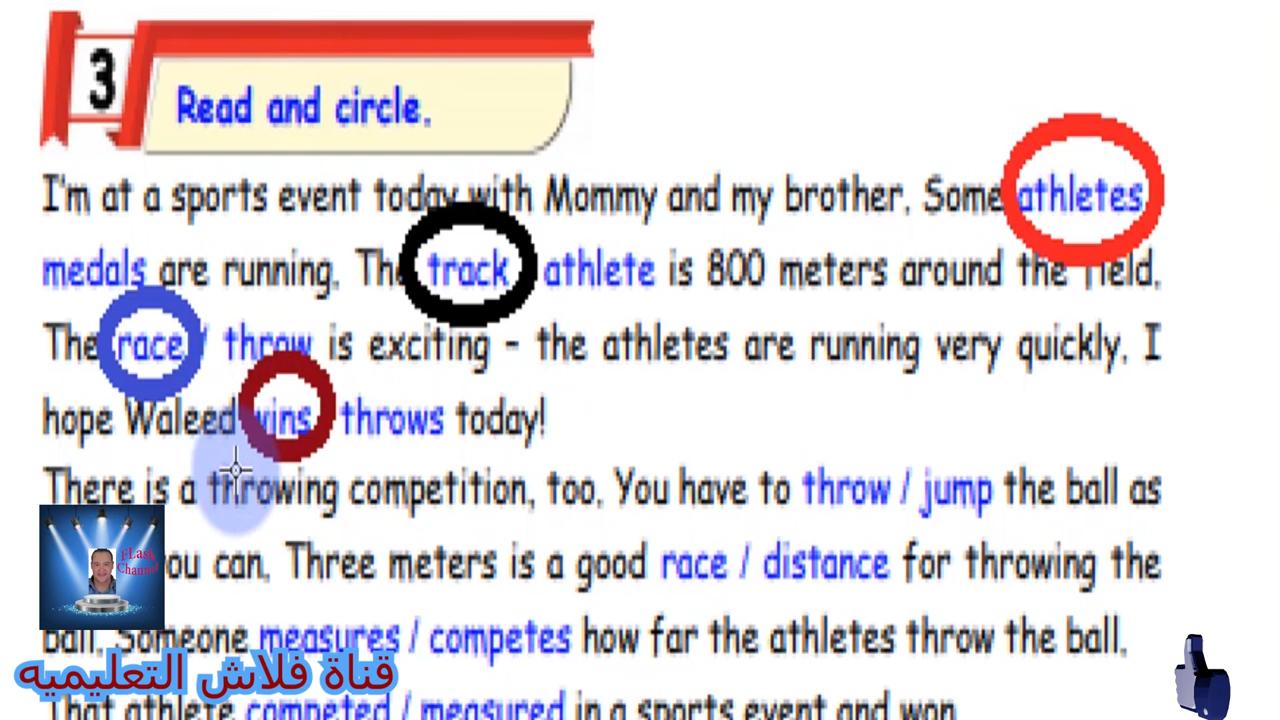 3
Read and circle.
I'm at a sports event today with Mommy and my brother. Some athletes
medals are running. The track athlete is 800 meters around the field.
The race / throw is exciting - the athletes are running very quickly. I
hope Waleed wins throws today!
There is a throwing competition, too. You have to throw / jump the ball as
you can. Three meters is a good race / distance for throwing the
ball. Someone measures / competes how far the athletes throw the ball.
That athlete competed / measured in a sports event and won
FLash
Channel
قناة فلاش التعليميه